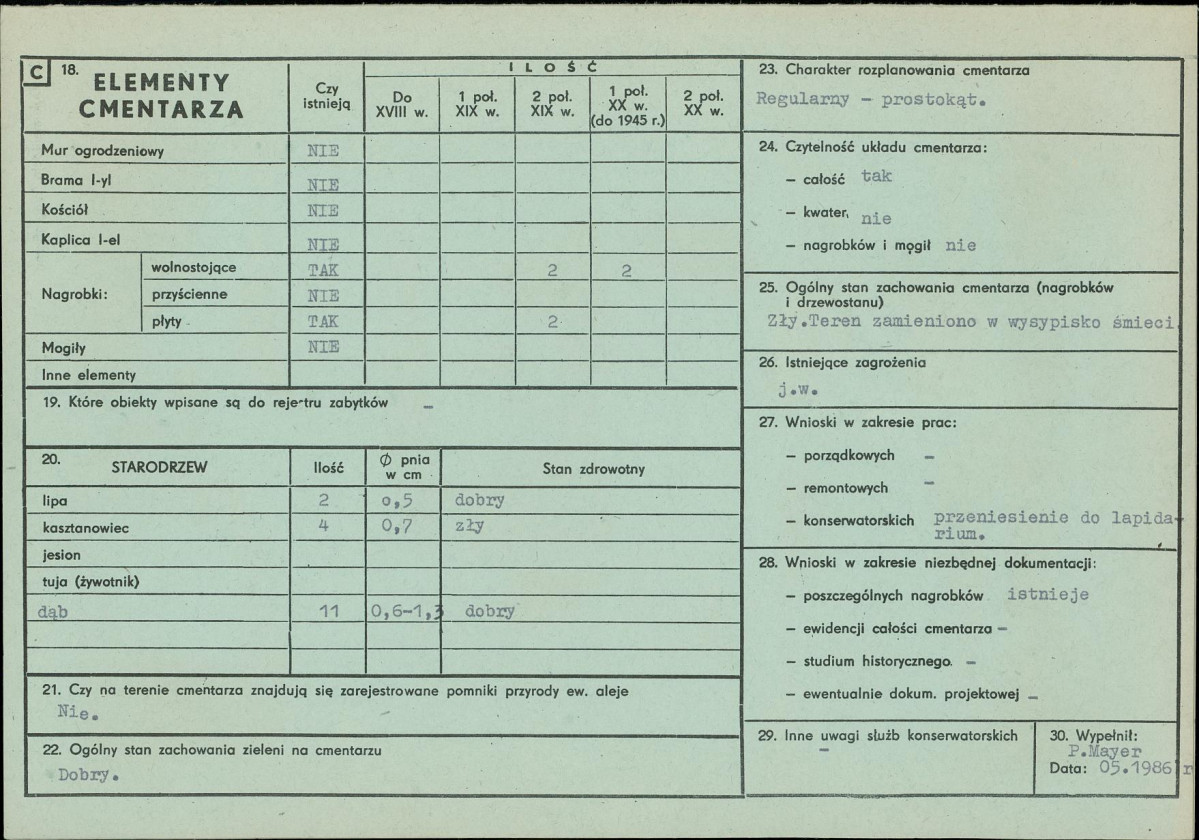 C 18. ELEMENTY CMENTARZA
Czy istnieją
ILOŚĆ
Do XVIII w.
1 poł. XIX w.
2 poł. XIX w.
1 poł. XX w. (do 1945 r.)
2 poł. XX w.
Mur ogrodzeniowy NIE
Brama I-yl NIE
Kościół NIE
Kaplica I-el NIE
Nagrobki:
wolnostojące TAK 2 2
przyścienne NIE
płyty TAK 2
Mogiły NIE
Inne elementy
19. Które obiekty wpisane są do rejestru zabytków –
20. STARODRZEW Ilość Ø pnia w cm Stan zdrowotny
lipa 2 0,5 dobry
kasztanowiec 4 0,7 zły
jesion
tuja (żywotnik)
dąb 11 0,6-1,3 dobry
21. Czy na terenie cmentarza znajdują się zarejestrowane pomniki przyrody ew. aleje
Nie.
22. Ogólny stan zachowania zieleni na cmentarzu
Dobry.
23. Charakter rozplanowania cmentarza
Regularny – prostokąt.
24. Czytelność układu cmentarza:
– całość tak
– kwater, nie
– nagrobków i mogił nie
25. Ogólny stan zachowania cmentarza (nagrobków
i drzewostanu)
Zły.Teren zamieniono w wysypisko śmieci
26. Istniejące zagrożenia
j.w.
27. Wnioski w zakresie prac:
– porządkowych –
– remontowych –
– konserwatorskich przeniesienie do lapida-
rium.
28. Wnioski w zakresie niezbędnej dokumentacji:
– poszczególnych nagrobków istnieje
– ewidencji całości cmentarza –
– studium historycznego. –
– ewentualnie dokum. projektowej –
29. Inne uwagi służb konserwatorskich
–
30. Wypełnił:
P.Mayer
Data: 05.1986 r